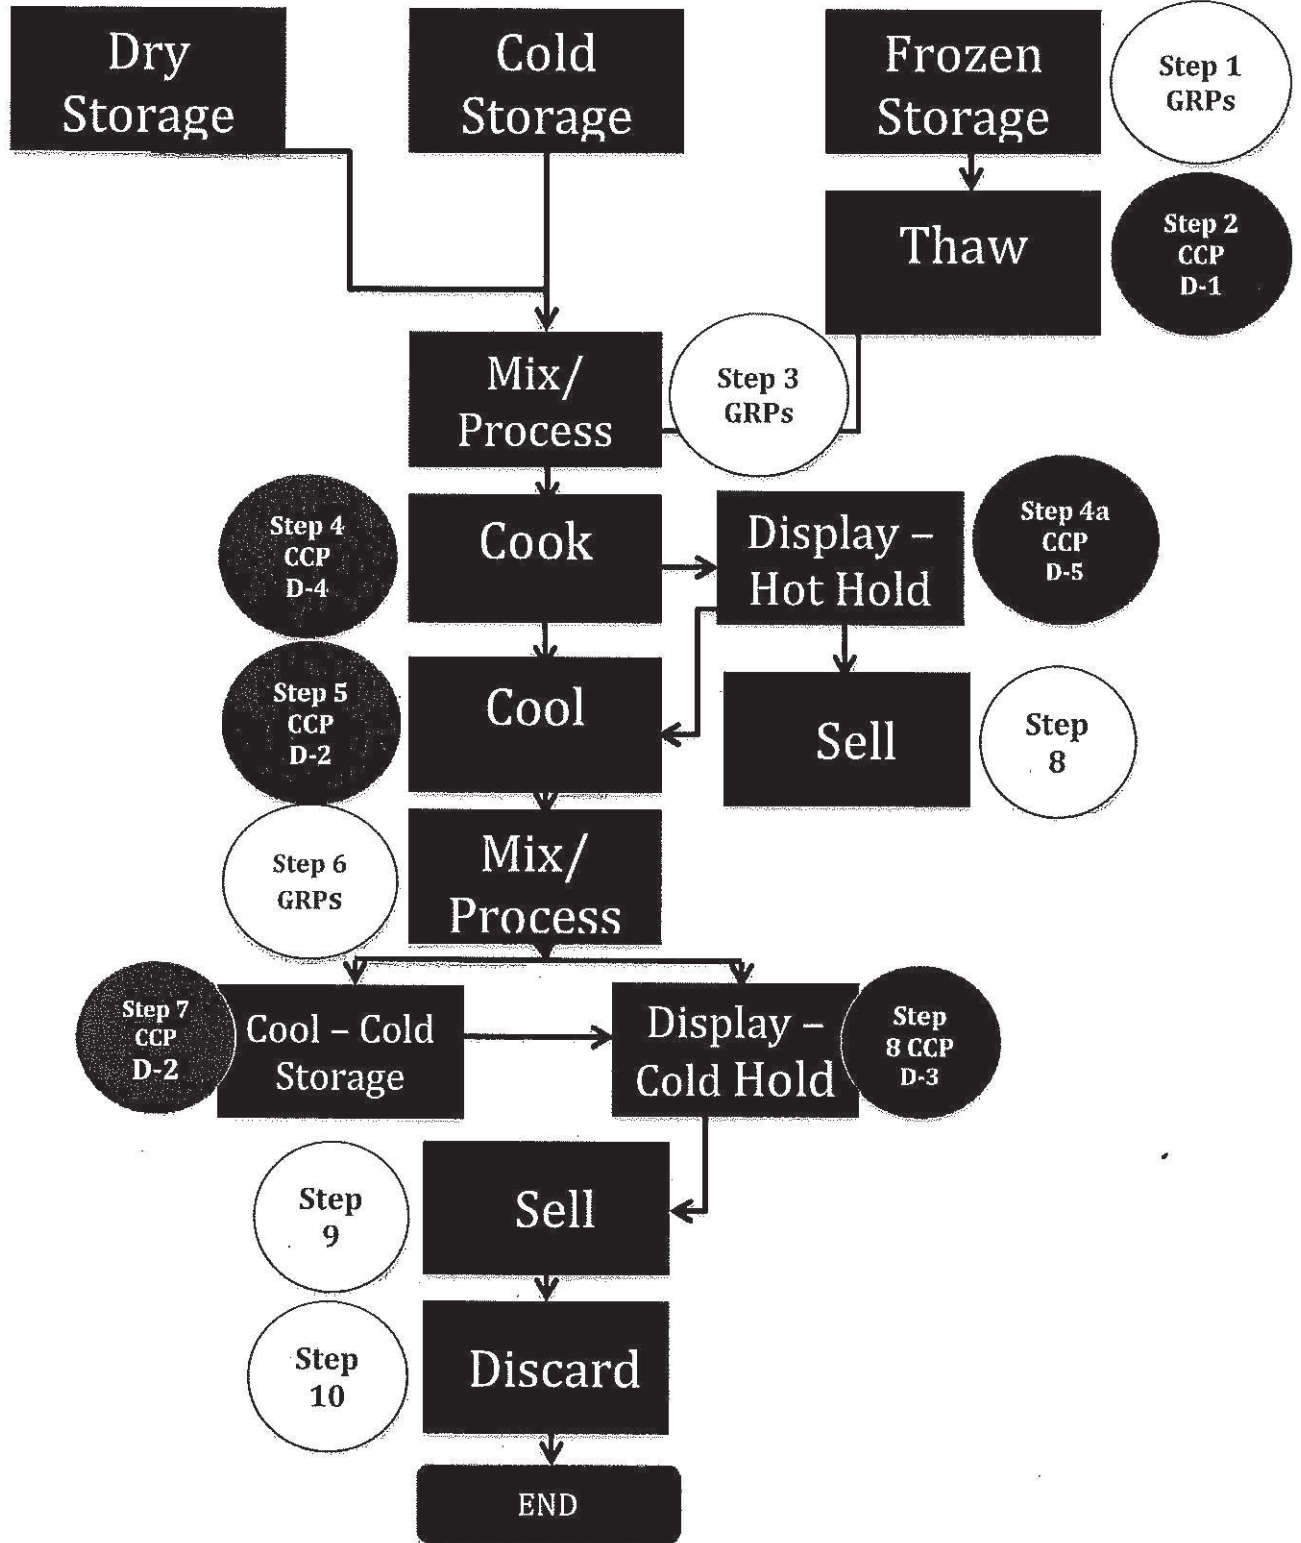 Dry
Storage
Cold
Storage
Frozen
Storage
Step 1
GRPs
Thaw
Step 2
CCP
D-1
Mix/
Process
Step 3
GRPs
Step 4
CCP
D-4
Cook
Display –
Hot Hold
Step 4a
CCP
D-5
Step 5
CCP
D-2
Cool
Sell
Step
8
Step 6
GRPs
Mix/
Process
Step 7
CCP
D-2
Cool – Cold
Storage
Display –
Cold Hold
Step
8 CCP
D-3
Step
9
Sell
Step
10
Discard
END